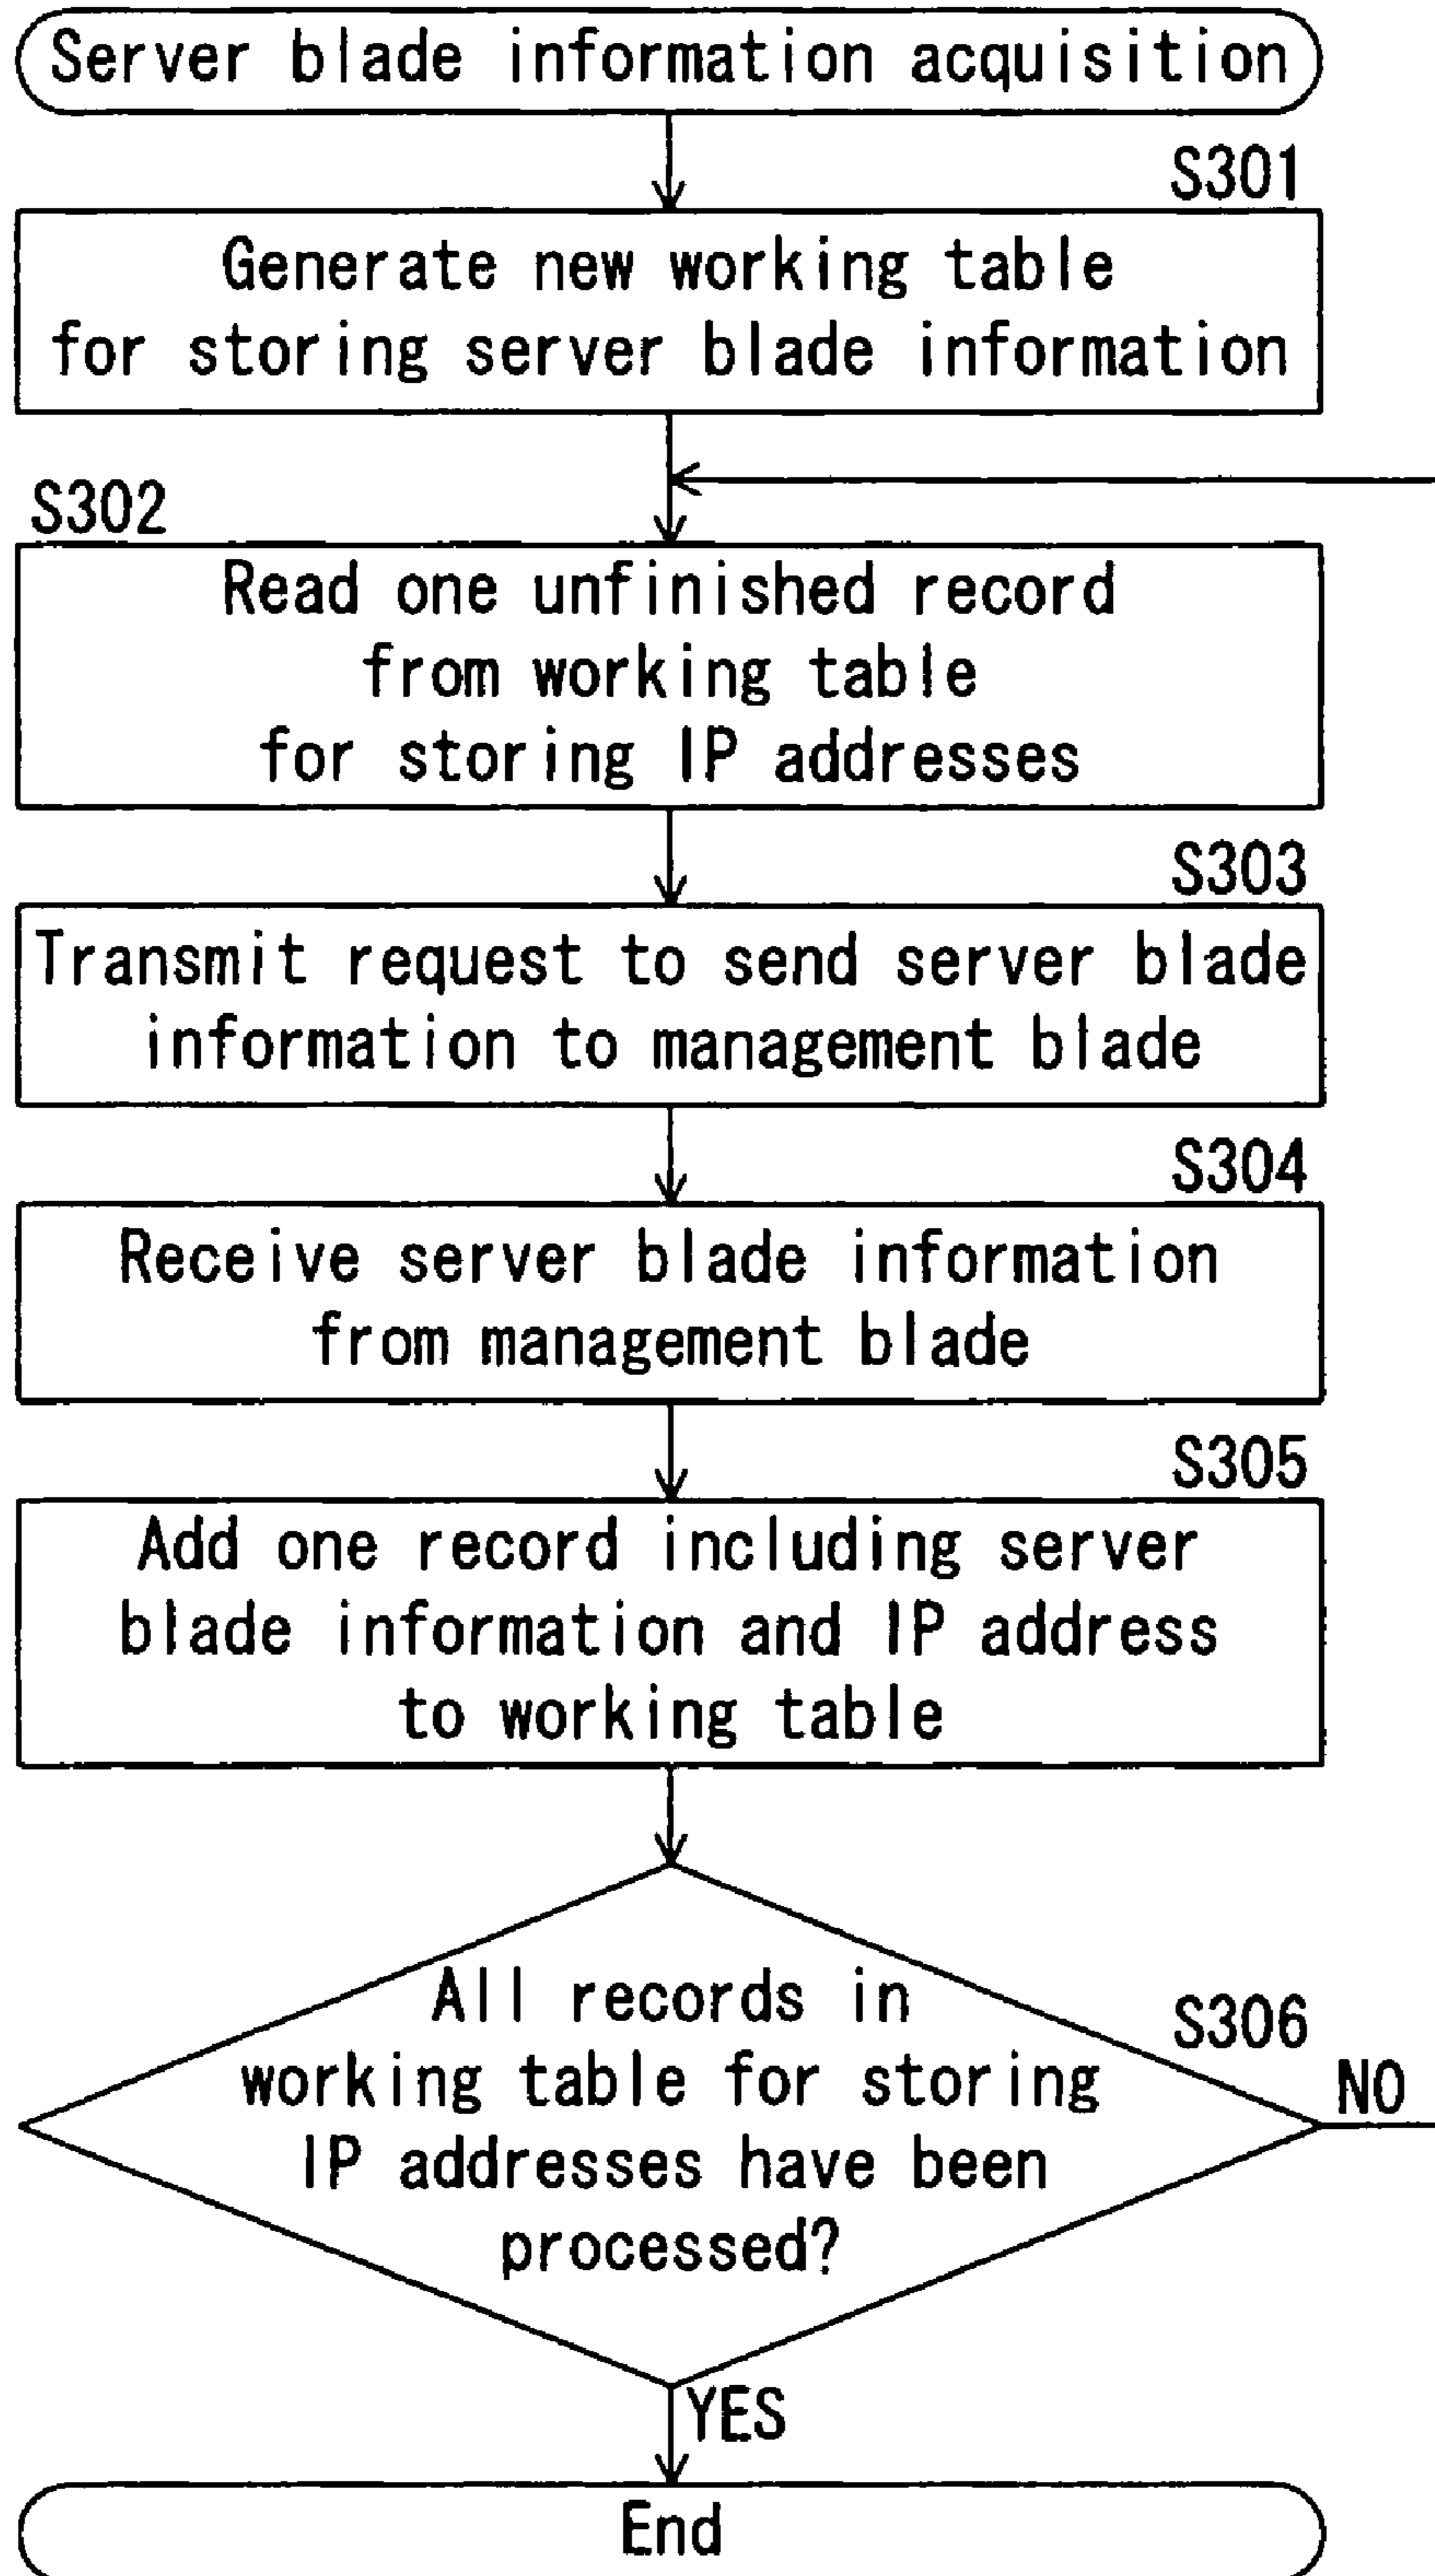 Server blade information acquisition
S301
Generate new working table
for storing server blade information
S302
Read one unfinished record
from working table
for storing IP addresses
S303
Transmit request to send server blade
information to management blade
S304
Receive server blade information
from management blade
S305
Add one record including server
blade information and IP address
to working table
S306
All records in
working table for storing
IP addresses have been
processed?
NO
YES
End